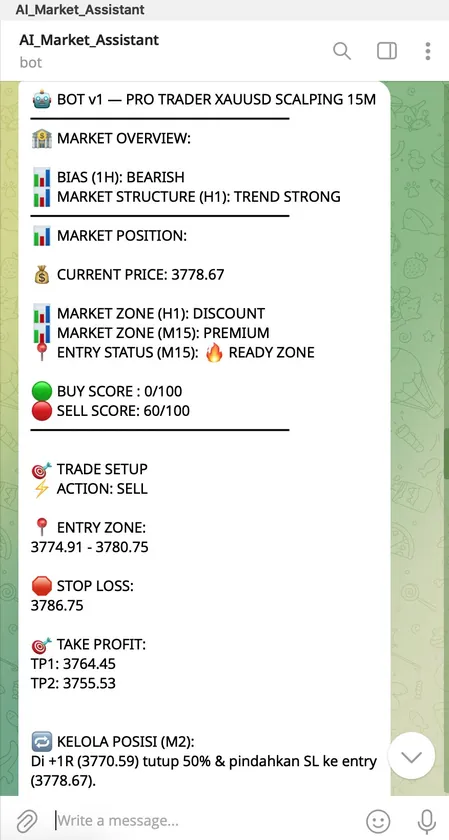 AI_Market_Assistant
AI_Market_Assistant
bot
🤖 BOT v1 — PRO TRADER XAUUSD SCALPING 15M
🏦 MARKET OVERVIEW:
📊 BIAS (1H): BEARISH
📊 MARKET STRUCTURE (H1): TREND STRONG
📊 MARKET POSITION:
💰 CURRENT PRICE: 3778.67
📊 MARKET ZONE (H1): DISCOUNT
📊 MARKET ZONE (M15): PREMIUM
📍 ENTRY STATUS (M15): 🔥 READY ZONE
🟢 BUY SCORE : 0/100
🔴 SELL SCORE: 60/100
🎯 TRADE SETUP
⚡ ACTION: SELL
📍 ENTRY ZONE:
3774.91 - 3780.75
🛑 STOP LOSS:
3786.75
🎯 TAKE PROFIT:
TP1: 3764.45
TP2: 3755.53
🔁 KELOLA POSISI (M2):
Di +1R (3770.59) tutup 50% & pindahkan SL ke entry
(3778.67).
Write a message...